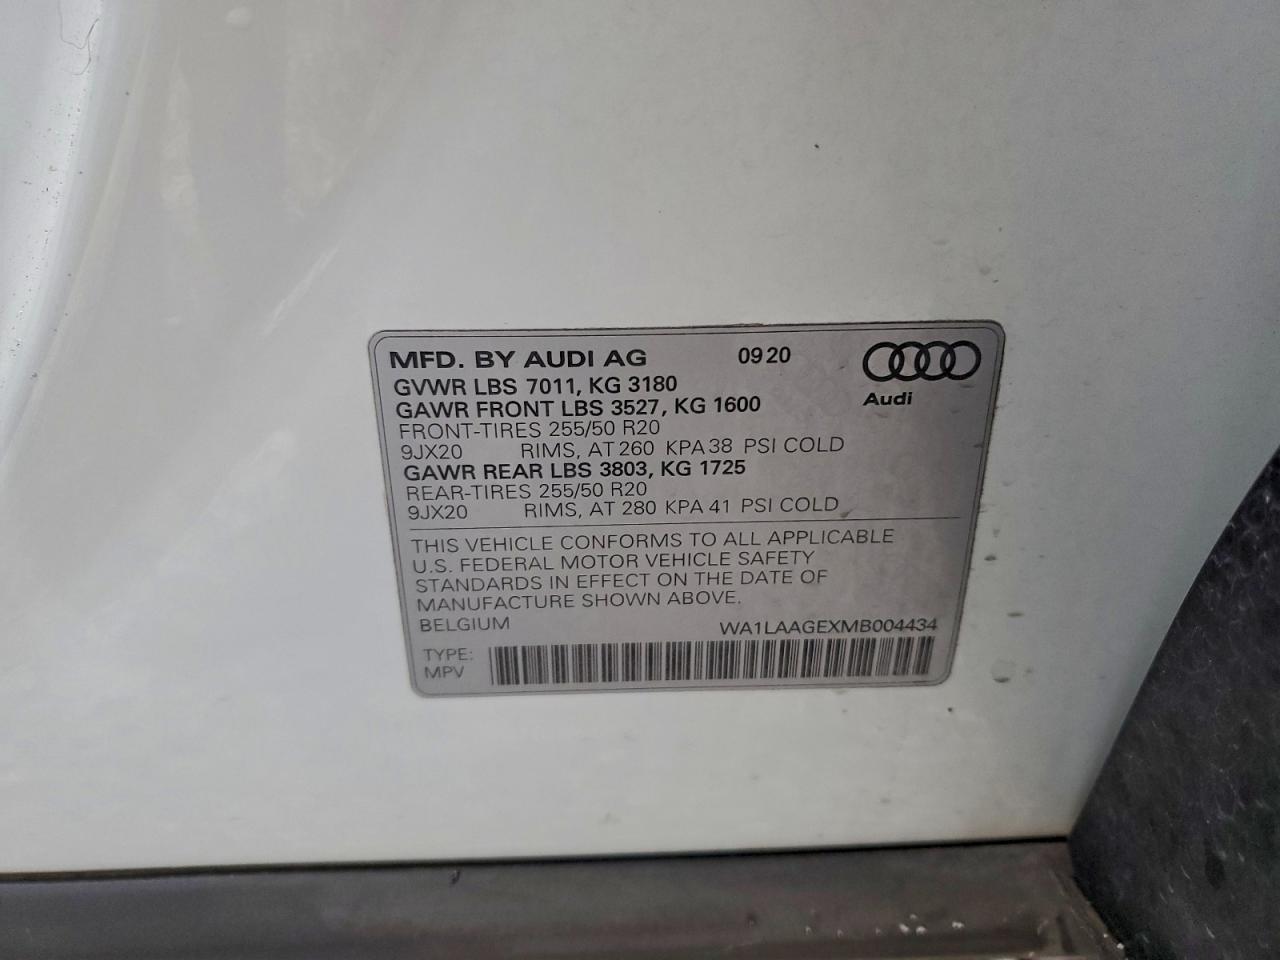 MFD. BY AUDI AG 09 20
GVWR LBS 7011, KG 3180
GAWR FRONT LBS 3527, KG 1600
Audi
FRONT-TIRES 255/50 R20
9JX20 RIMS, AT 260 KPA 38 PSI COLD
GAWR REAR LBS 3803, KG 1725
REAR-TIRES 255/50 R20
9JX20 RIMS, AT 280 KPA 41 PSI COLD
THIS VEHICLE CONFORMS TO ALL APPLICABLE
U.S. FEDERAL MOTOR VEHICLE SAFETY
STANDARDS IN EFFECT ON THE DATE OF
MANUFACTURE SHOWN ABOVE.
BELGIUM WA1LAAGEXMB004434
TYPE:
MPV